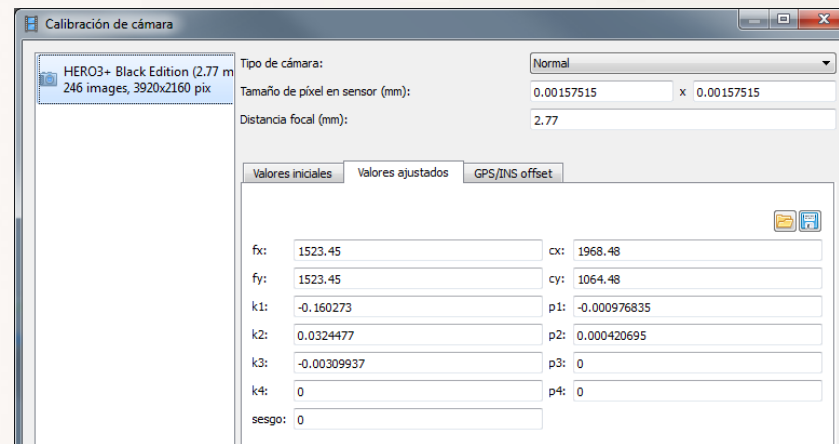 Calibración de cámara
HERO3+ Black Edition (2.77 m
246 images, 3920x2160 pix
Tipo de cámara: Normal
Tamaño de píxel en sensor (mm): 0.00157515 x 0.00157515
Distancia focal (mm): 2.77
Valores iniciales Valores ajustados GPS/INS offset
fx: 1523.45 cx: 1968.48
fy: 1523.45 cy: 1064.48
k1: -0.160273 p1: -0.000976835
k2: 0.0324477 p2: 0.000420695
k3: -0.00309937 p3: 0
k4: 0 p4: 0
sesgo: 0